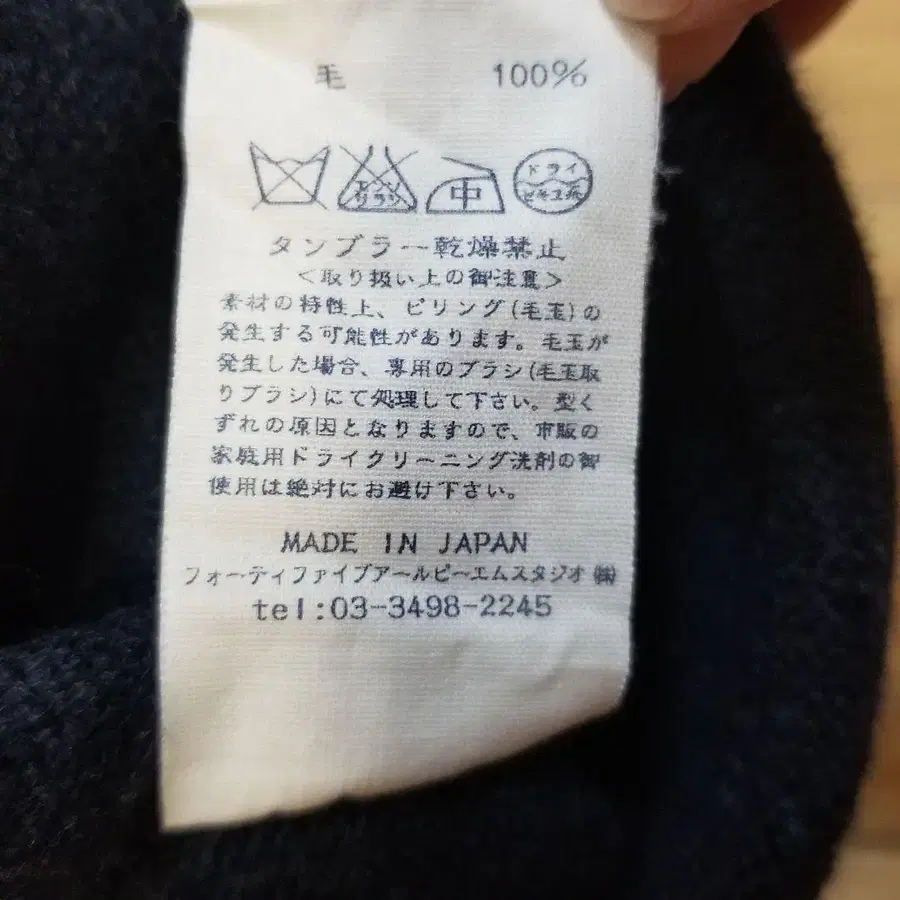 毛 100%
エンソ
サラシ
中
ドライ
セキユ系
タンブラー乾燥禁止
<取り扱い上の御注意>
素材の特性上、ピリング(毛玉)の
発生する可能性があります。毛玉が
発生した場合、専用のブラシ(毛玉取
りブラシ)にて処理して下さい。型く
ずれの原因となりますので、市販の
家庭用ドライクリーニング洗剤の御
使用は絶対にお避け下さい。
MADE IN JAPAN
フォーティファイブアールピーエムスタジオ㈱
tel:03-3498-2245